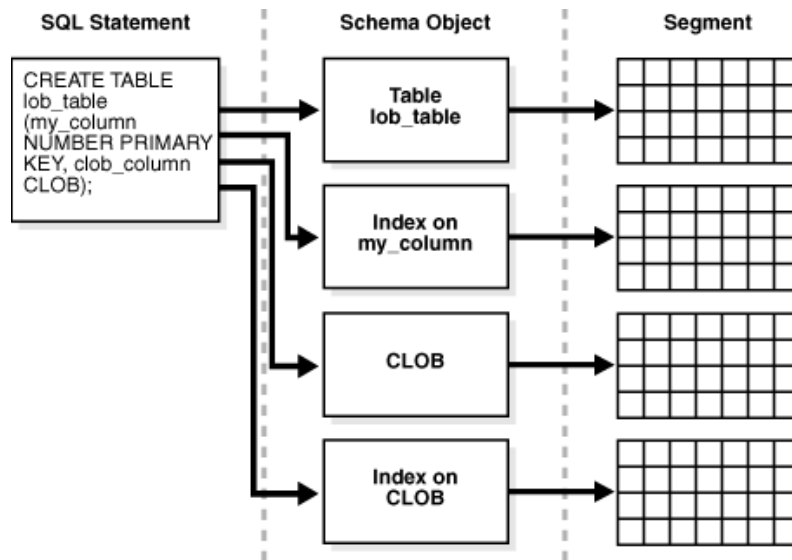 SQL Statement
Schema Object
Segment
CREATE TABLE
lob_table
(my_column
NUMBER PRIMARY
KEY, clob_column
CLOB);
Table
lob_table
Index on
my_column
CLOB
Index on
CLOB